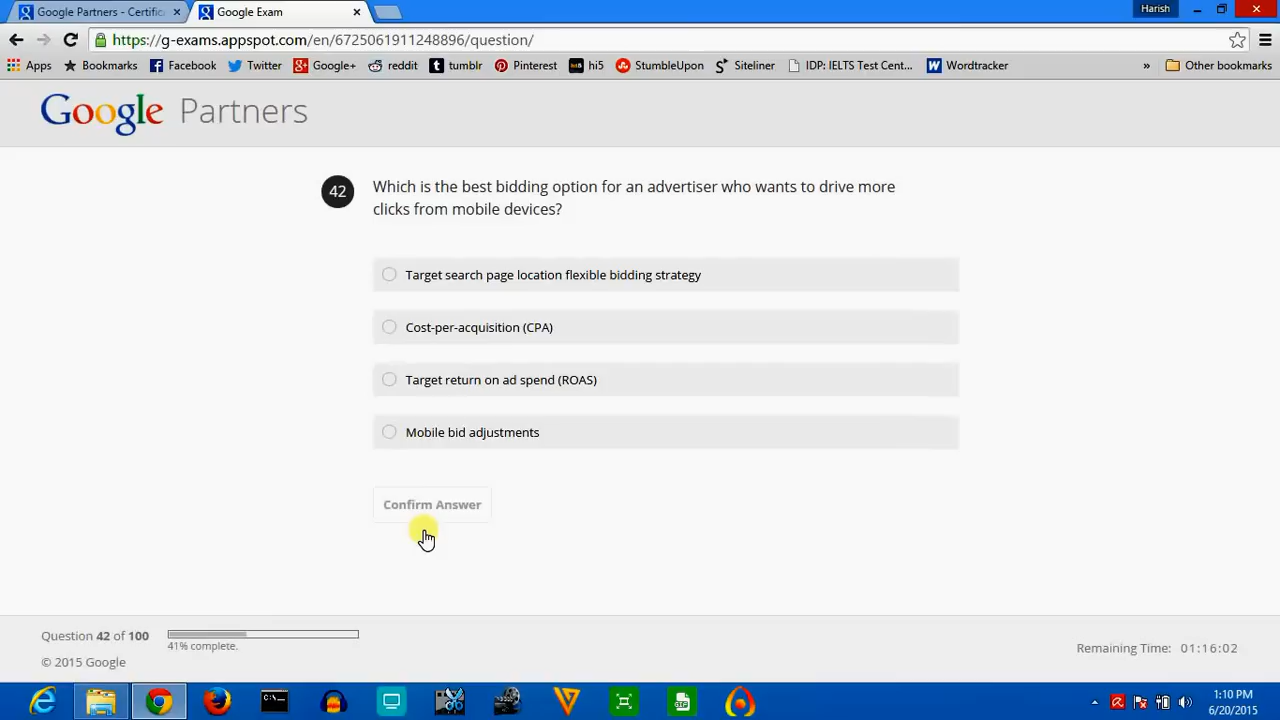 Google Partners - Certific
Google Exam
Harish
https://g-exams.appspot.com/en/6725061911248896/question/
Apps
Bookmarks
Facebook
Twitter
Google+
reddit
tumblr
Pinterest
hi5
StumbleUpon
Siteliner
IDP: IELTS Test Cent...
Wordtracker
»
Other bookmarks
Google Partners
42
Which is the best bidding option for an advertiser who wants to drive more
clicks from mobile devices?
Target search page location flexible bidding strategy
Cost-per-acquisition (CPA)
Target return on ad spend (ROAS)
Mobile bid adjustments
Confirm Answer
Question 42 of 100
41% complete.
© 2015 Google
Remaining Time: 01:16:02
1:10 PM
6/20/2015